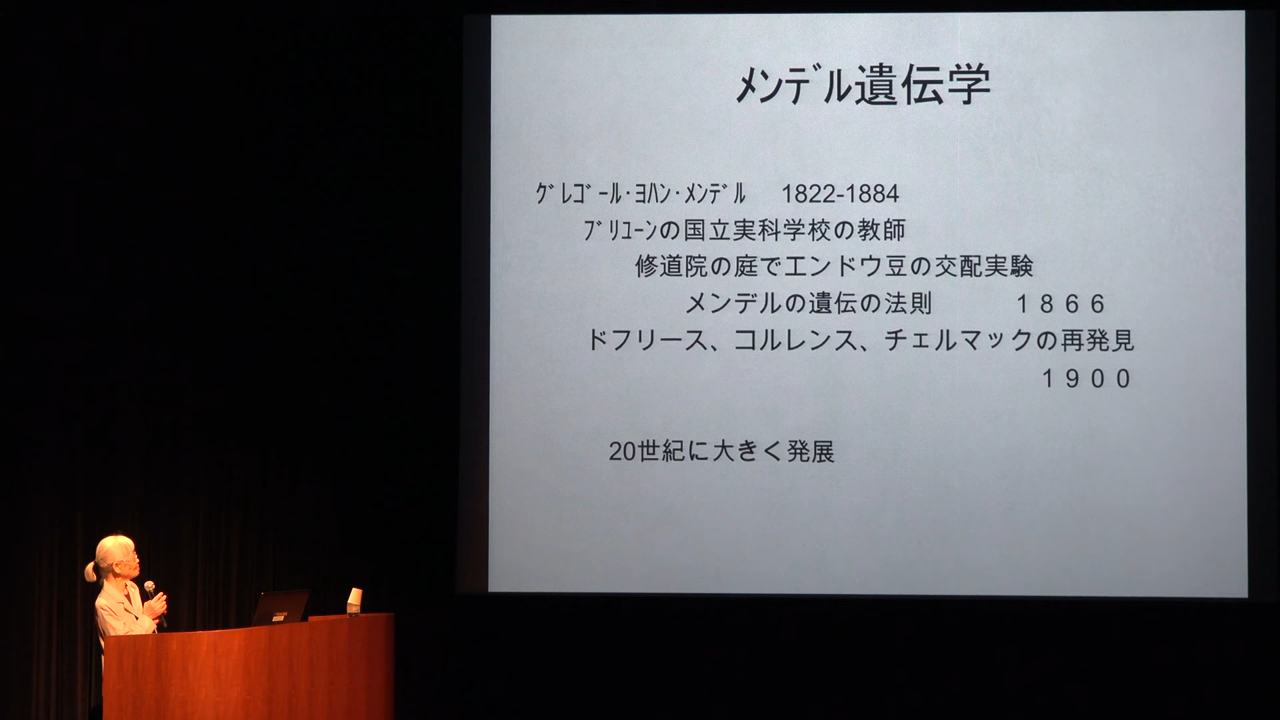 ﾒﾝﾃﾞﾙ遺伝学
ｸﾞﾚｺﾞｰﾙ･ﾖﾊﾝ･ﾒﾝﾃﾞﾙ 1822-1884
ﾌﾞﾘﾕｰﾝの国立実科学校の教師
修道院の庭でエンドウ豆の交配実験
メンデルの遺伝の法則 １８６６
ドフリース、コルレンス、チェルマックの再発見
１９００
20世紀に大きく発展